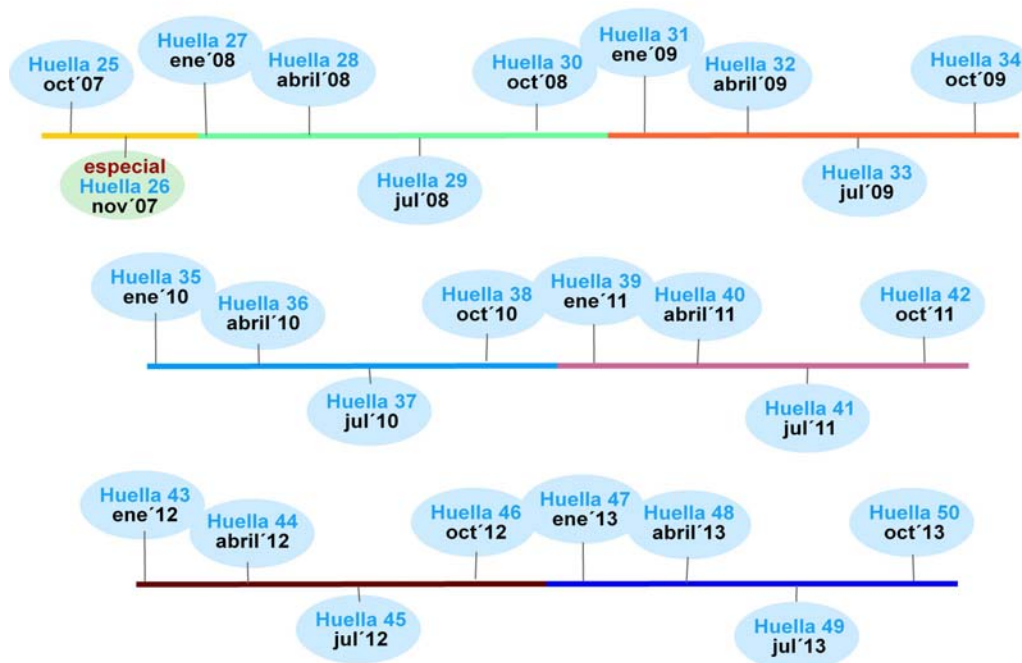 Huella 25
oct´07
especial
Huella 26
nov´07
Huella 27
ene´08
Huella 28
abril´08
Huella 29
jul´08
Huella 30
oct´08
Huella 31
ene´09
Huella 32
abril´09
Huella 33
jul´09
Huella 34
oct´09
Huella 35
ene´10
Huella 36
abril´10
Huella 37
jul´10
Huella 38
oct´10
Huella 39
ene´11
Huella 40
abril´11
Huella 41
jul´11
Huella 42
oct´11
Huella 43
ene´12
Huella 44
abril´12
Huella 45
jul´12
Huella 46
oct´12
Huella 47
ene´13
Huella 48
abril´13
Huella 49
jul´13
Huella 50
oct´13